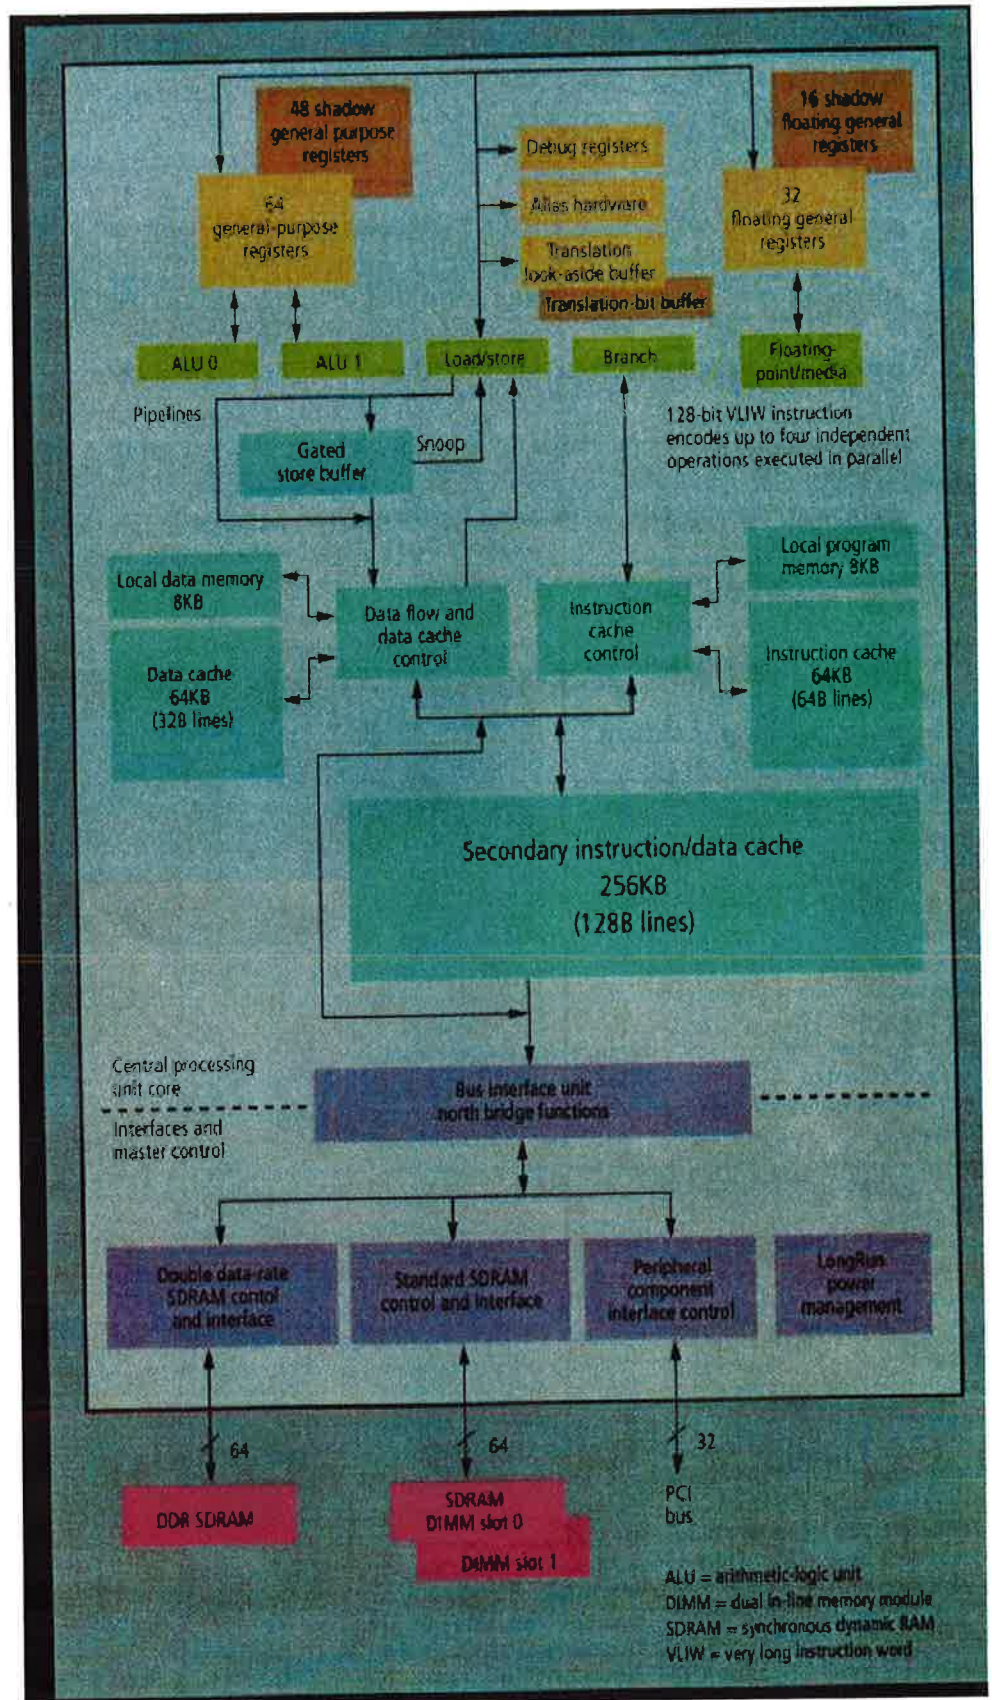 48 shadow
general purpose
registers
16 shadow
floating general
registers
64
general-purpose
registers
Debug registers
Alias hardware
Translation
look-aside buffer
Translation-bit buffer
32
floating general
registers
ALU 0
ALU 1
Load/store
Branch
Floating-
point/media
Pipelines
Gated
store buffer
Snoop
128-bit VLIW instruction
encodes up to four independent
operations executed in parallel
Local data memory
8KB
Data flow and
data cache
control
Instruction
cache
control
Local program
memory 8KB
Data cache
64KB
(32B lines)
Instruction cache
64KB
(64B lines)
Secondary instruction/data cache
256KB
(128B lines)
Central processing
unit core
Bus interface unit
north bridge functions
Interfaces and
master control
Double data-rate
SDRAM contol
and interface
Standard SDRAM
control and interface
Peripheral
component
interface control
LongRun
power
management
64
64
32
DDR SDRAM
SDRAM
DIMM slot 0
DIMM slot 1
PCI
bus
ALU = arithmetic-logic unit
DIMM = dual in-line memory module
SDRAM = synchronous dynamic RAM
VLIW = very long instruction word